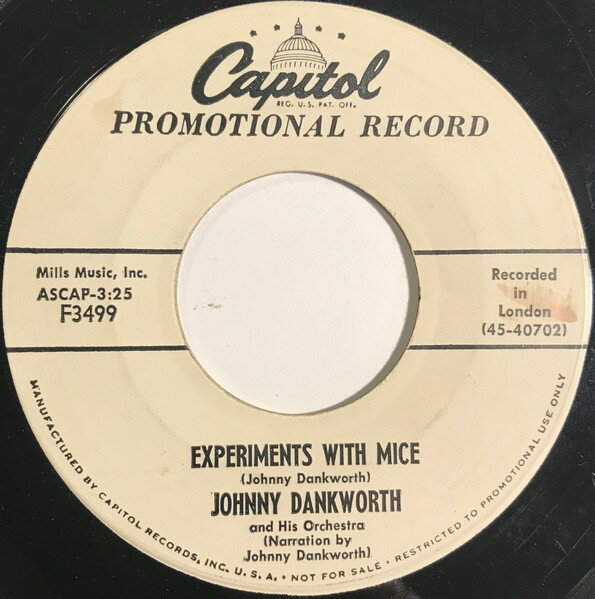 Capitol
REG. U.S. PAT. OFF.
PROMOTIONAL RECORD
Mills Music, Inc.
ASCAP-3:25
F3499
Recorded
in
London
(45-40702)
EXPERIMENTS WITH MICE
(Johnny Dankworth)
JOHNNY DANKWORTH
and His Orchestra
(Narration by
Johnny Dankworth)
MANUFACTURED BY CAPITOL RECORDS, INC. U.S.A. • NOT FOR SALE • RESTRICTED TO PROMOTIONAL USE ONLY